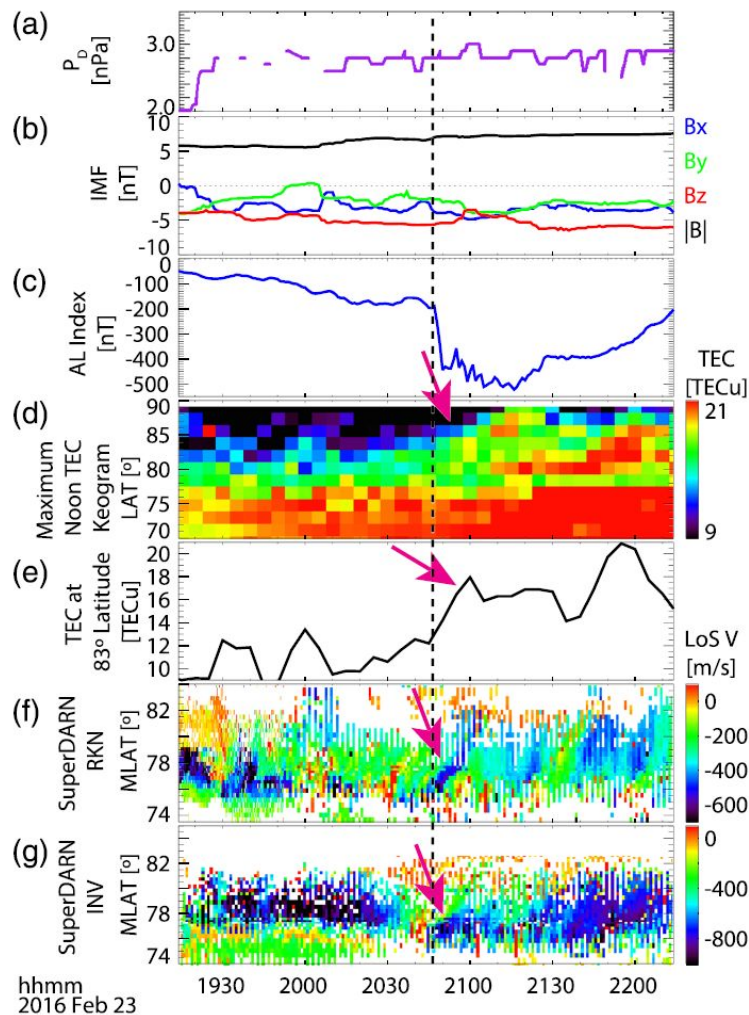 (a)
P_D
[nPa]
3.0
2.0
(b)
IMF
[nT]
10
5
0
-5
-10
Bx
By
Bz
|B|
(c)
AL Index
[nT]
0
-100
-200
-300
-400
-500
TEC
[TECu]
(d)
Maximum
Noon TEC
Keogram
LAT [º]
90
85
80
75
70
21
9
(e)
TEC at
83º Latitude
[TECu]
20
18
16
14
12
10
LoS V
[m/s]
(f)
SuperDARN
RKN
MLAT [º]
82
78
74
0
-200
-400
-600
(g)
SuperDARN
INV
MLAT [º]
82
78
74
0
-400
-800
hhmm
1930 2000 2030 2100 2130 2200
2016 Feb 23